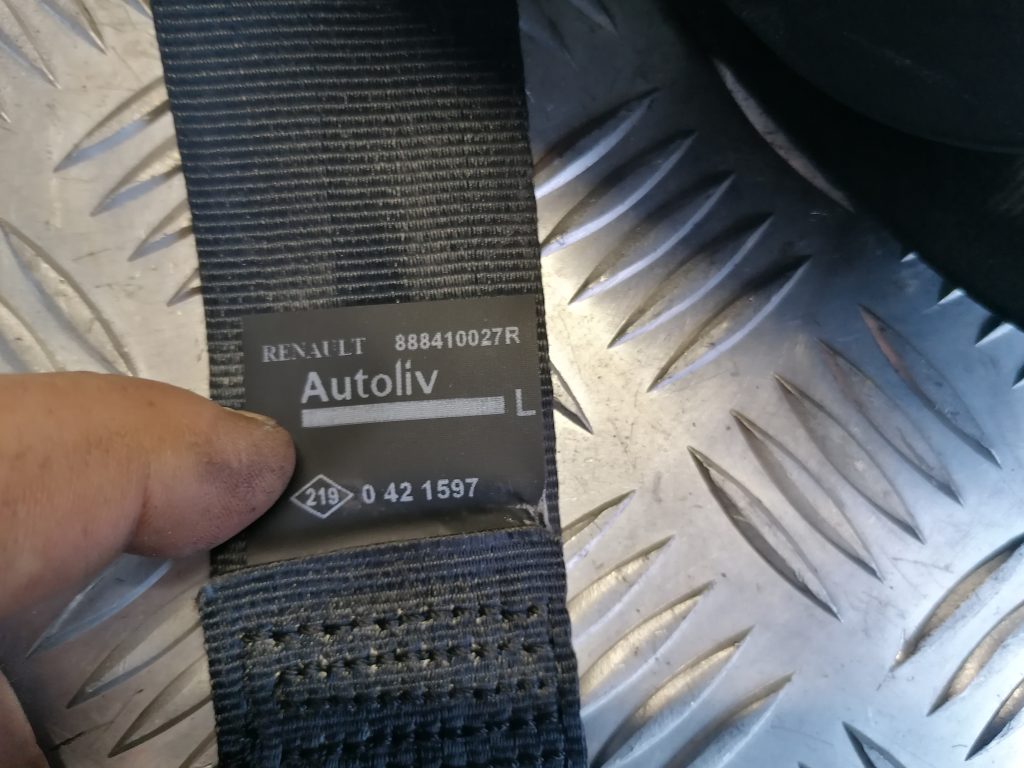 RENAULT 888410027R
Autoliv
L
219 0 42 1597